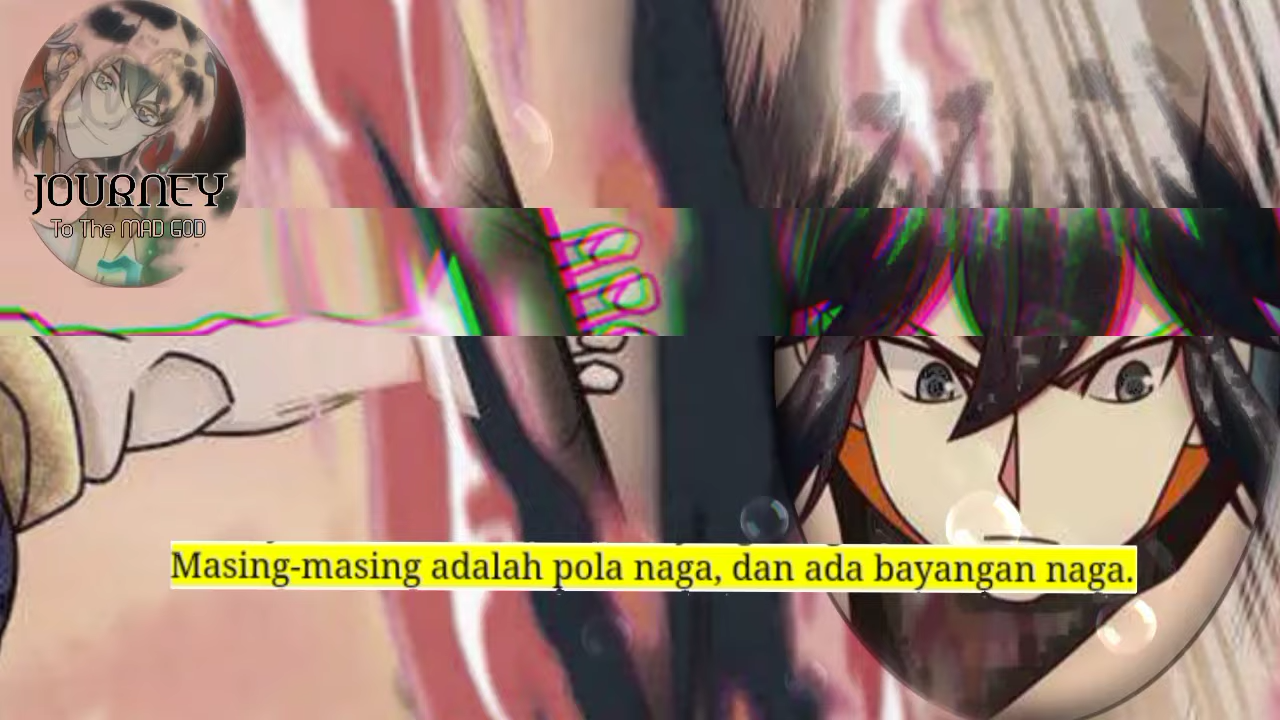 JOURNEY
To The MAD GOD
Masing-masing adalah pola naga, dan ada bayangan naga.